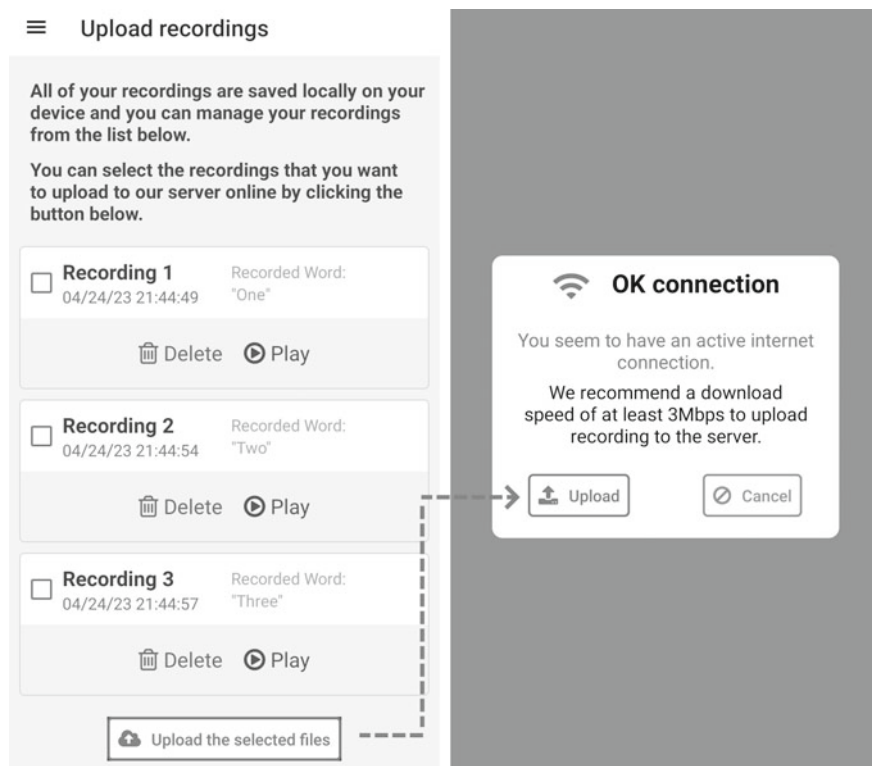 Upload recordings
All of your recordings are saved locally on your
device and you can manage your recordings
from the list below.
You can select the recordings that you want
to upload to our server online by clicking the
button below.
Recording 1
04/24/23 21:44:49
Recorded Word:
"One"
Delete
Play
Recording 2
04/24/23 21:44:54
Recorded Word:
"Two"
Delete
Play
Recording 3
04/24/23 21:44:57
Recorded Word:
"Three"
Delete
Play
Upload the selected files
OK connection
You seem to have an active internet
connection.
We recommend a download
speed of at least 3Mbps to upload
recording to the server.
Upload
Cancel